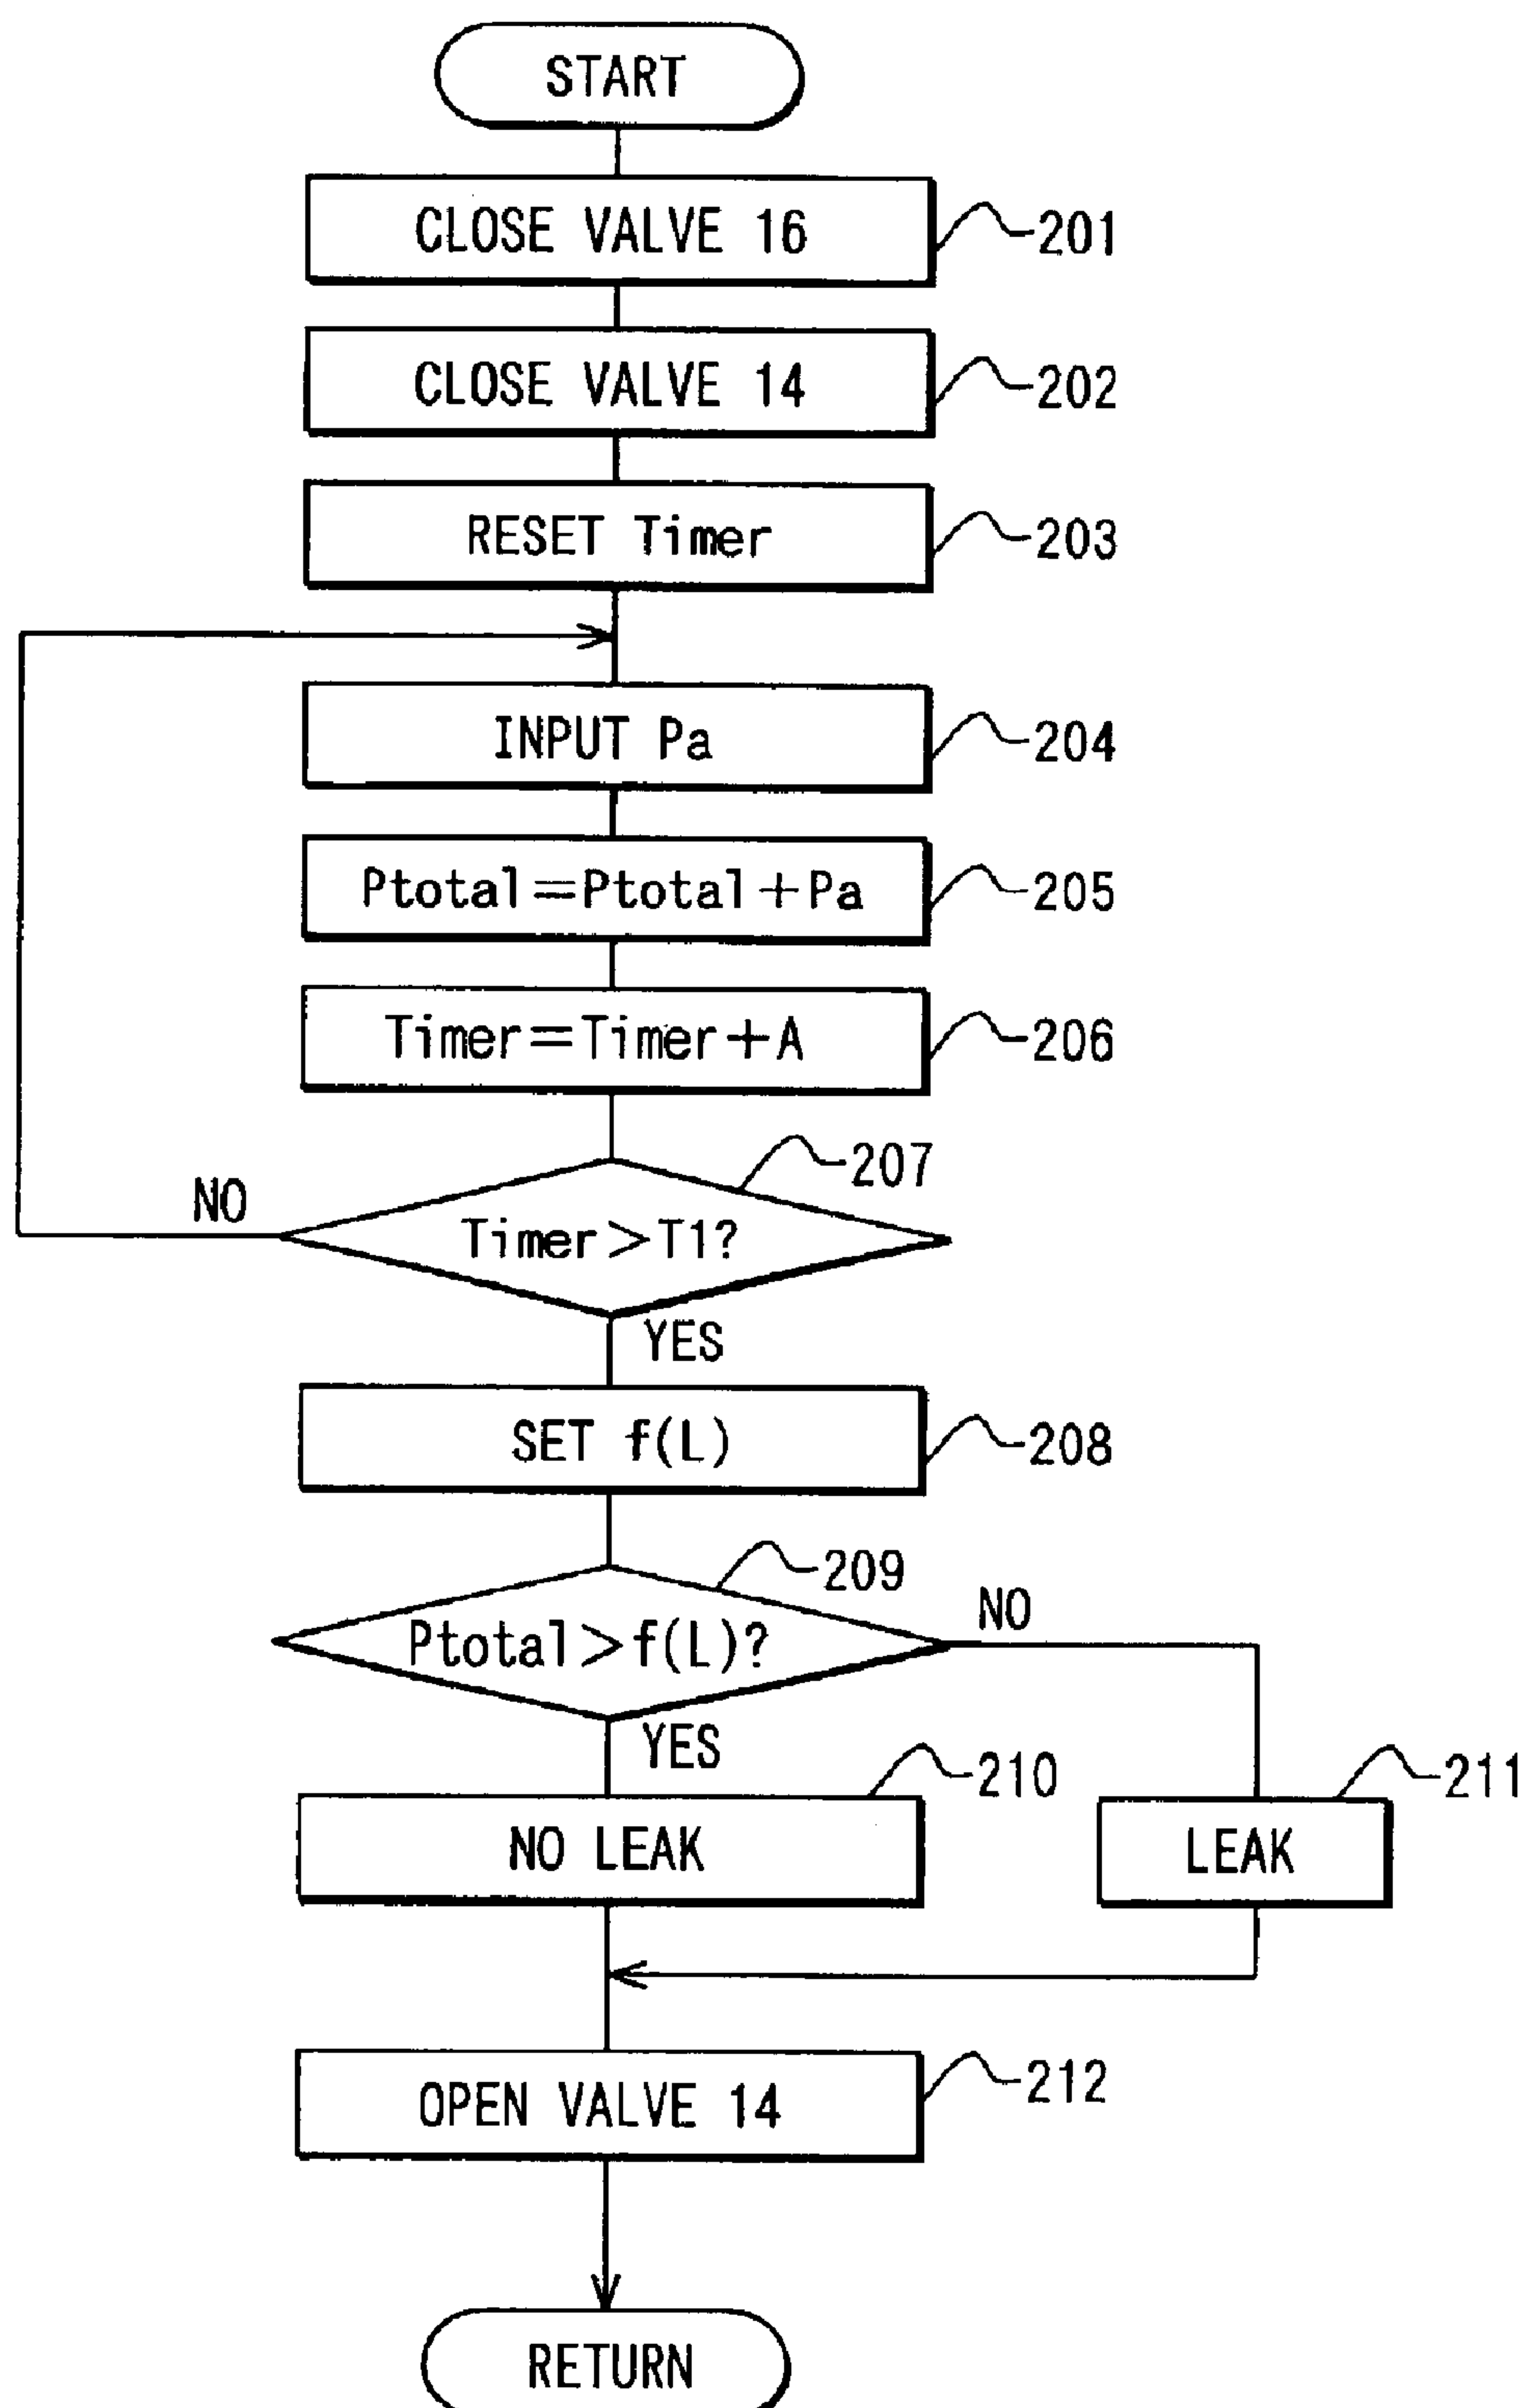 START
CLOSE VALVE 16
201
CLOSE VALVE 14
202
RESET Timer
203
INPUT Pa
204
Ptotal=Ptotal+Pa
205
Timer=Timer+A
206
207
NO
Timer>T1?
YES
SET f(L)
208
209
NO
Ptotal>f(L)?
YES
210
211
NO LEAK
LEAK
OPEN VALVE 14
212
RETURN